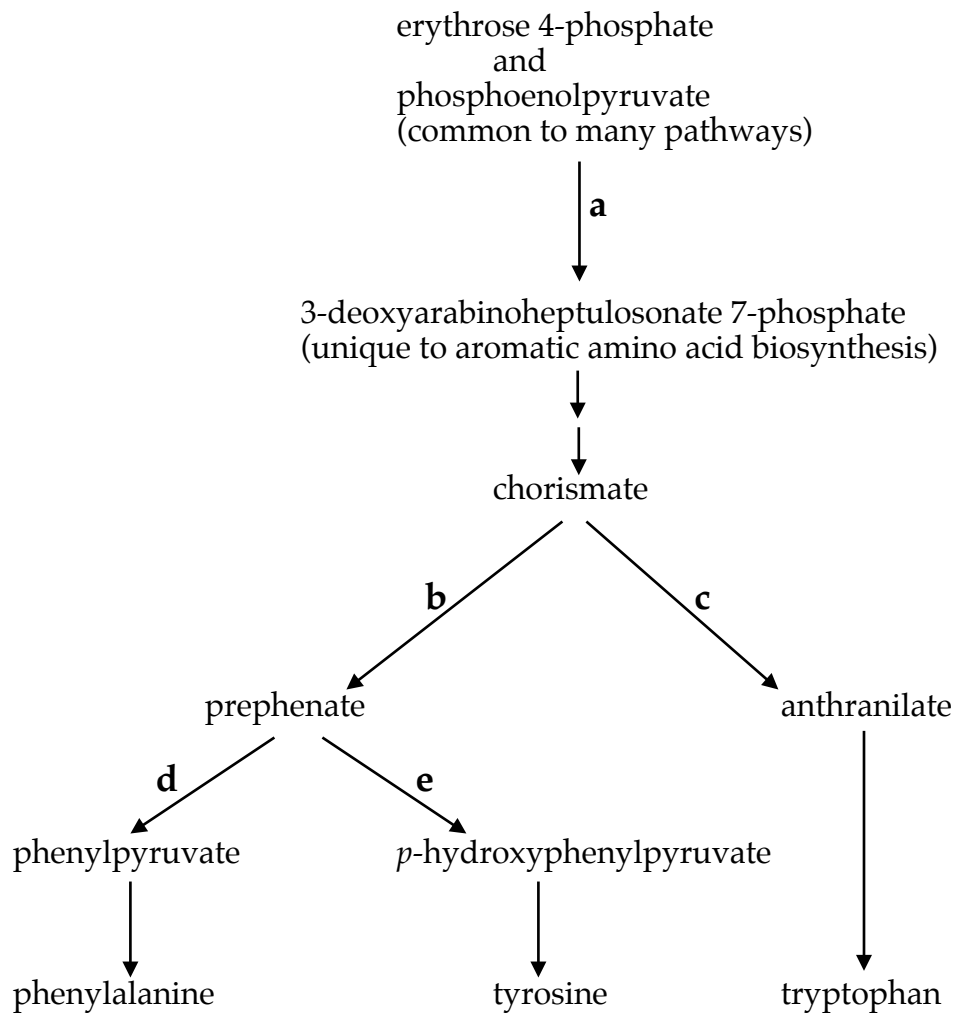 erythrose 4-phosphate
and
phosphoenolpyruvate
(common to many pathways)
a
3-deoxyarabinoheptulosonate 7-phosphate
(unique to aromatic amino acid biosynthesis)
chorismate
b
c
prephenate
anthranilate
d
e
phenylpyruvate
p-hydroxyphenylpyruvate
phenylalanine
tyrosine
tryptophan